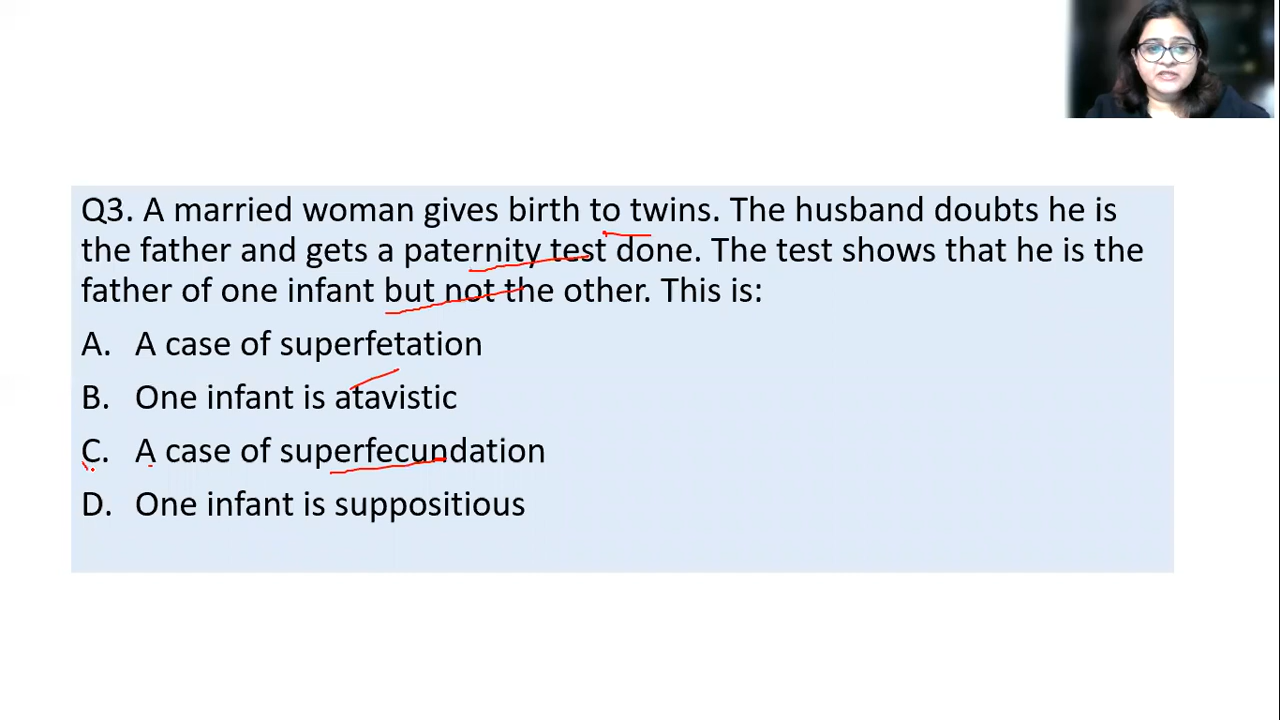 Q3. A married woman gives birth to twins. The husband doubts he is
the father and gets a paternity test done. The test shows that he is the
father of one infant but not the other. This is:
A. A case of superfetation
B. One infant is atavistic
C. A case of superfecundation
D. One infant is suppositious